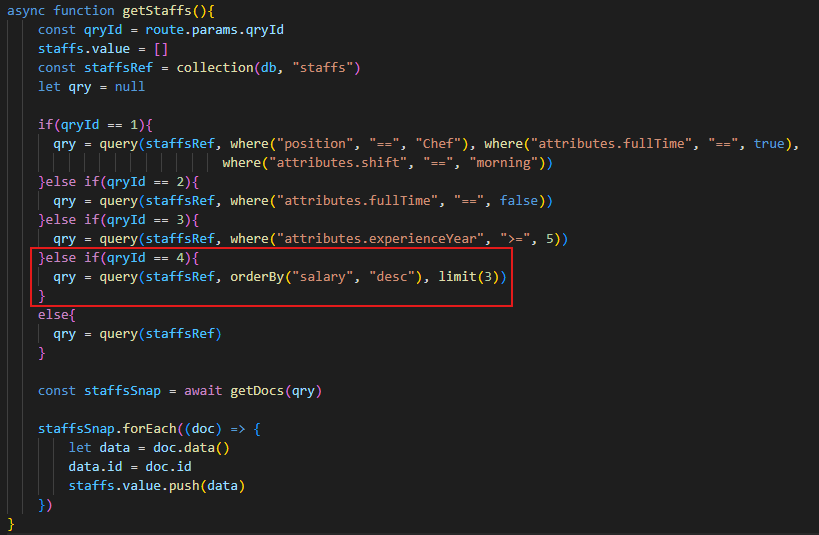 async function getStaffs(){
    const qryId = route.params.qryId
    staffs.value = []
    const staffsRef = collection(db, "staffs")
    let qry = null

    if(qryId == 1){
      qry = query(staffsRef, where("position", "==", "Chef"), where("attributes.fullTime", "==", true),
                            where("attributes.shift", "==", "morning"))
    }else if(qryId == 2){
      qry = query(staffsRef, where("attributes.fullTime", "==", false))
    }else if(qryId == 3){
      qry = query(staffsRef, where("attributes.experienceYear", ">=", 5))
    }else if(qryId == 4){
      qry = query(staffsRef, orderBy("salary", "desc"), limit(3))
    }
    else{
      qry = query(staffsRef)
    }

    const staffsSnap = await getDocs(qry)

    staffsSnap.forEach((doc) => {
        let data = doc.data()
        data.id = doc.id
        staffs.value.push(data)
    })
}